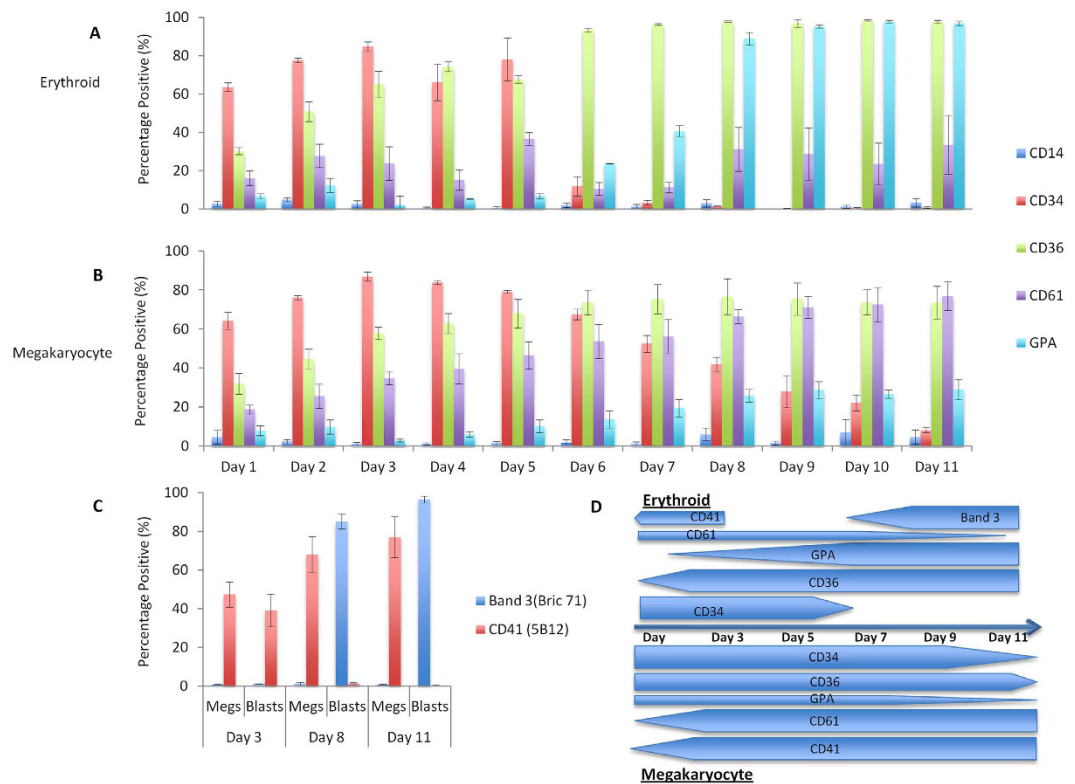 A
Erythroid
Percentage Positive (%)
100
80
60
40
20
0
CD14
CD34
CD36
CD61
GPA
B
Megakaryocyte
Percentage Positive (%)
100
80
60
40
20
0
Day 1 Day 2 Day 3 Day 4 Day 5 Day 6 Day 7 Day 8 Day 9 Day 10 Day 11
C
Percentage Positive (%)
100
80
60
40
20
0
Megs Blasts Megs Blasts Megs Blasts
Day 3 Day 8 Day 11
Band 3(Bric 71)
CD41 (5B12)
D
Erythroid
CD41
Band 3
CD61
GPA
CD36
CD34
Day Day 3 Day 5 Day 7 Day 9 Day 11
CD34
CD36
GPA
CD61
CD41
Megakaryocyte